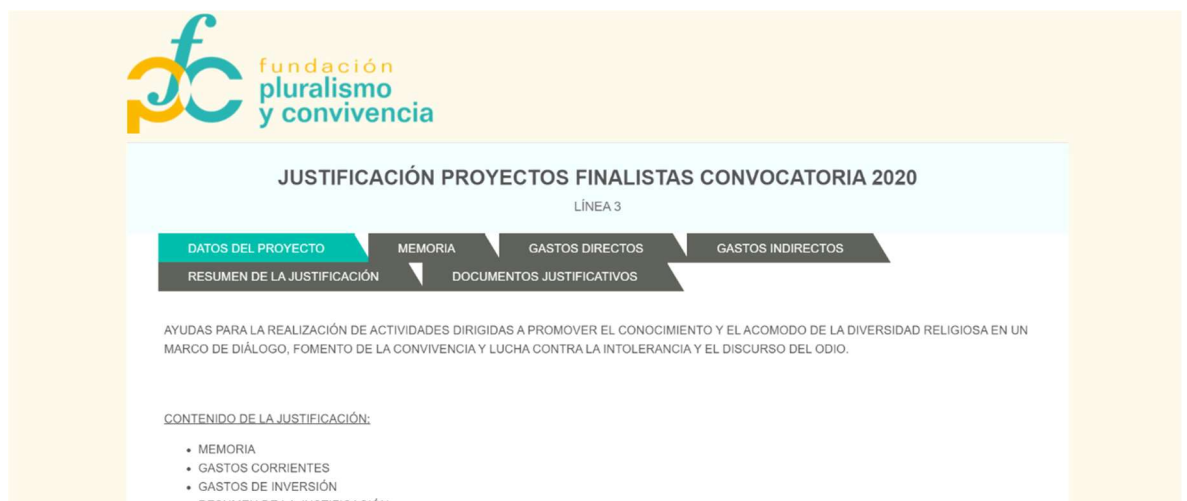 fundación
pluralismo
y convivencia
JUSTIFICACIÓN PROYECTOS FINALISTAS CONVOCATORIA 2020
LÍNEA 3
DATOS DEL PROYECTO MEMORIA GASTOS DIRECTOS GASTOS INDIRECTOS
RESUMEN DE LA JUSTIFICACIÓN DOCUMENTOS JUSTIFICATIVOS
AYUDAS PARA LA REALIZACIÓN DE ACTIVIDADES DIRIGIDAS A PROMOVER EL CONOCIMIENTO Y EL ACOMODO DE LA DIVERSIDAD RELIGIOSA EN UN
MARCO DE DIÁLOGO, FOMENTO DE LA CONVIVENCIA Y LUCHA CONTRA LA INTOLERANCIA Y EL DISCURSO DEL ODIO.
CONTENIDO DE LA JUSTIFICACIÓN:
• MEMORIA
• GASTOS CORRIENTES
• GASTOS DE INVERSIÓN